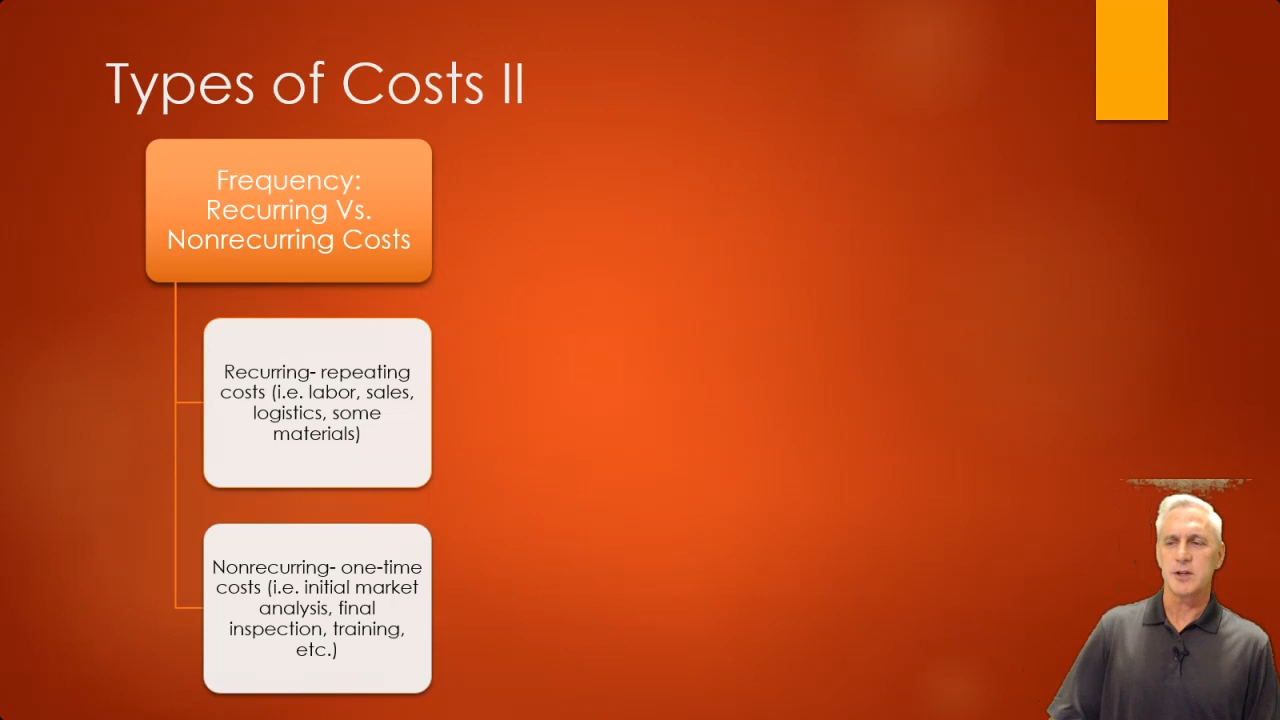 Types of Costs II
Frequency:
Recurring Vs.
Nonrecurring Costs
Recurring- repeating
costs (i.e. labor, sales,
logistics, some
materials)
Nonrecurring- one-time
costs (i.e. initial market
analysis, final
inspection, training,
etc.)